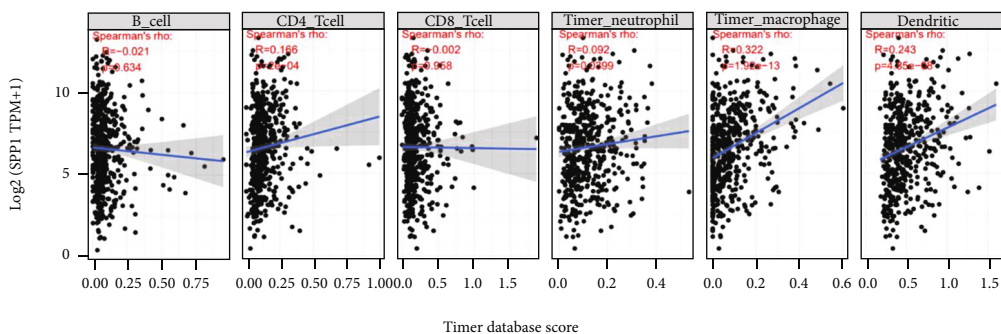 B_cell CD4_Tcell CD8_Tcell Timer_neutrophil Timer_macrophage Dendritic
Spearman's rho: Spearman's rho: Spearman's rho: Spearman's rho: Spearman's rho: Spearman's rho:
R=−0.021 R=0.166 R=−0.002 R=0.092 R=0.322 R=0.243
p=0.634 p=0.958
10
5
0
Log2 (SPP1 TPM+1)
0.00 0.25 0.50 0.75 0.00 0.25 0.50 0.75 1.00 0.0 0.5 1.0 1.5 0.0 0.2 0.4 0.0 0.2 0.4 0.6 0.0 0.5 1.0 1.5
Timer database score